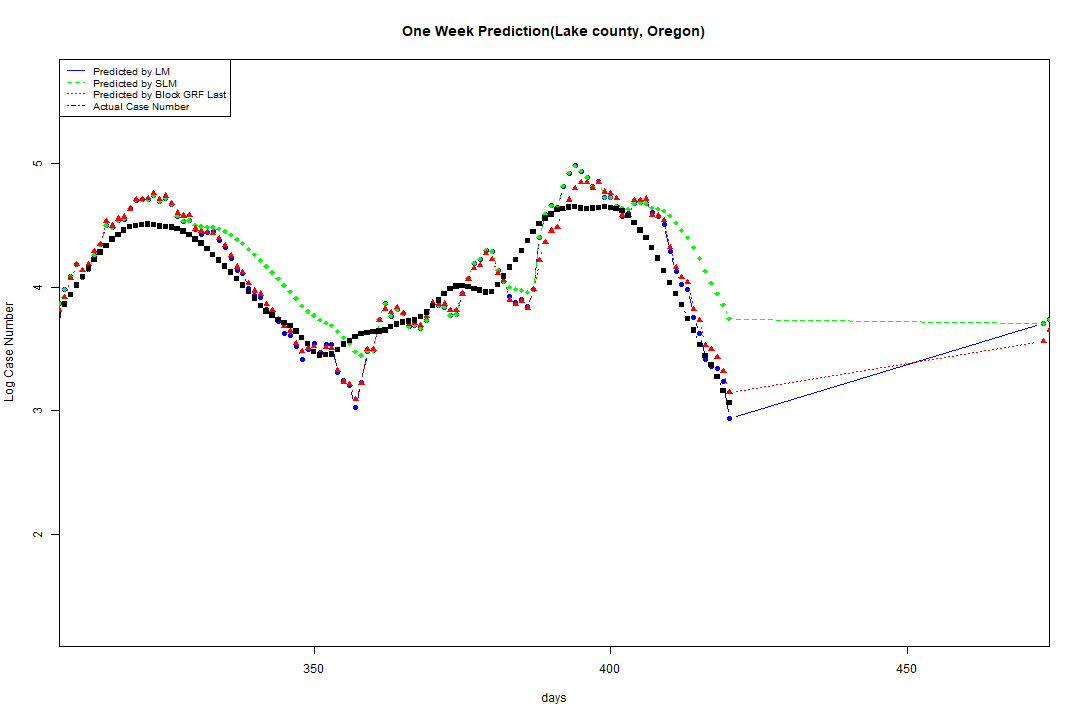 One Week Prediction(Lake county, Oregon)
Predicted by LM
Predicted by SLM
Predicted by Block GRF Last
Actual Case Number
5
4
3
2
Log Case Number
350 400 450
days